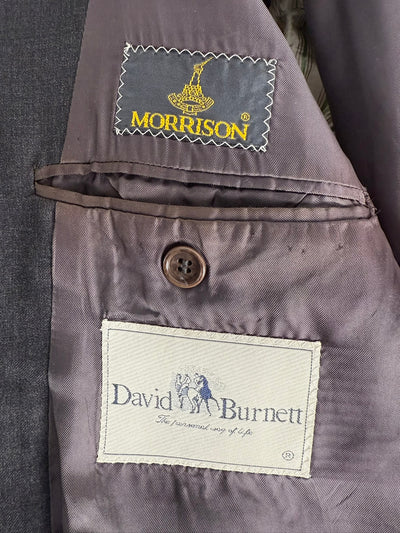 MORRISON ®
David Burnett
The personal way of life
®